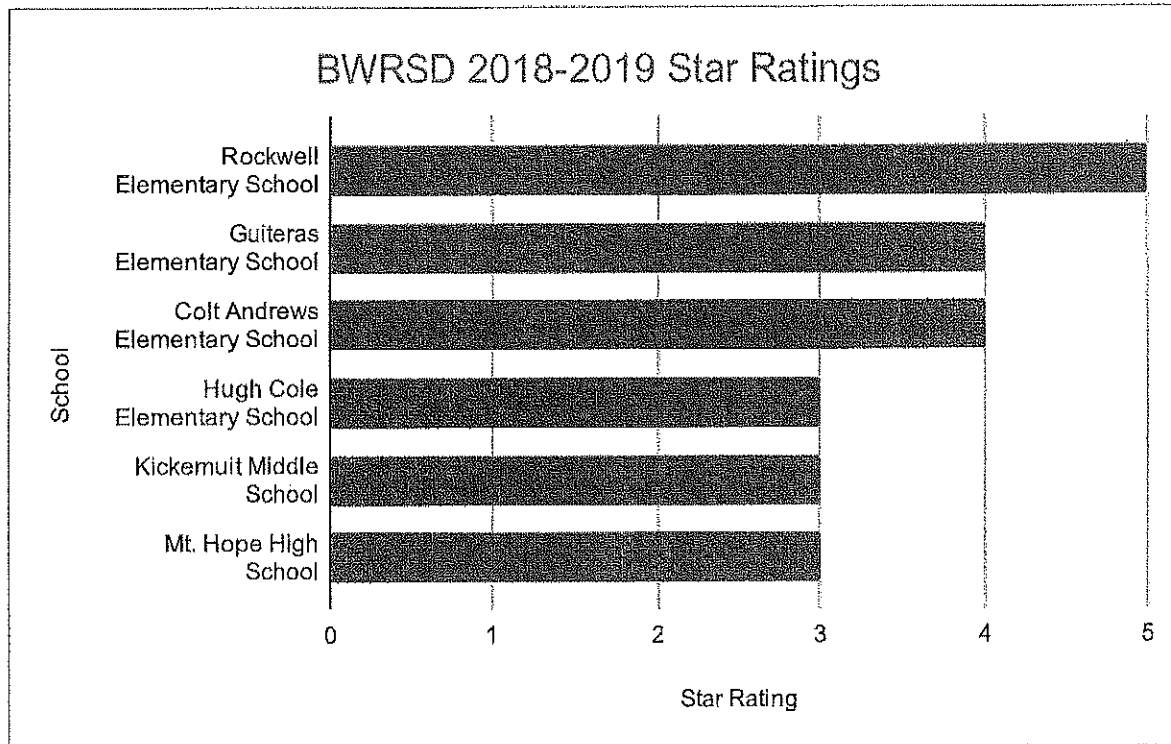 BWRSD 2018-2019 Star Ratings
Rockwell
Elementary School
Guiteras
Elementary School
Colt Andrews
Elementary School
Hugh Cole
Elementary School
Kickemuit Middle
School
Mt. Hope High
School
School
0 1 2 3 4 5
Star Rating